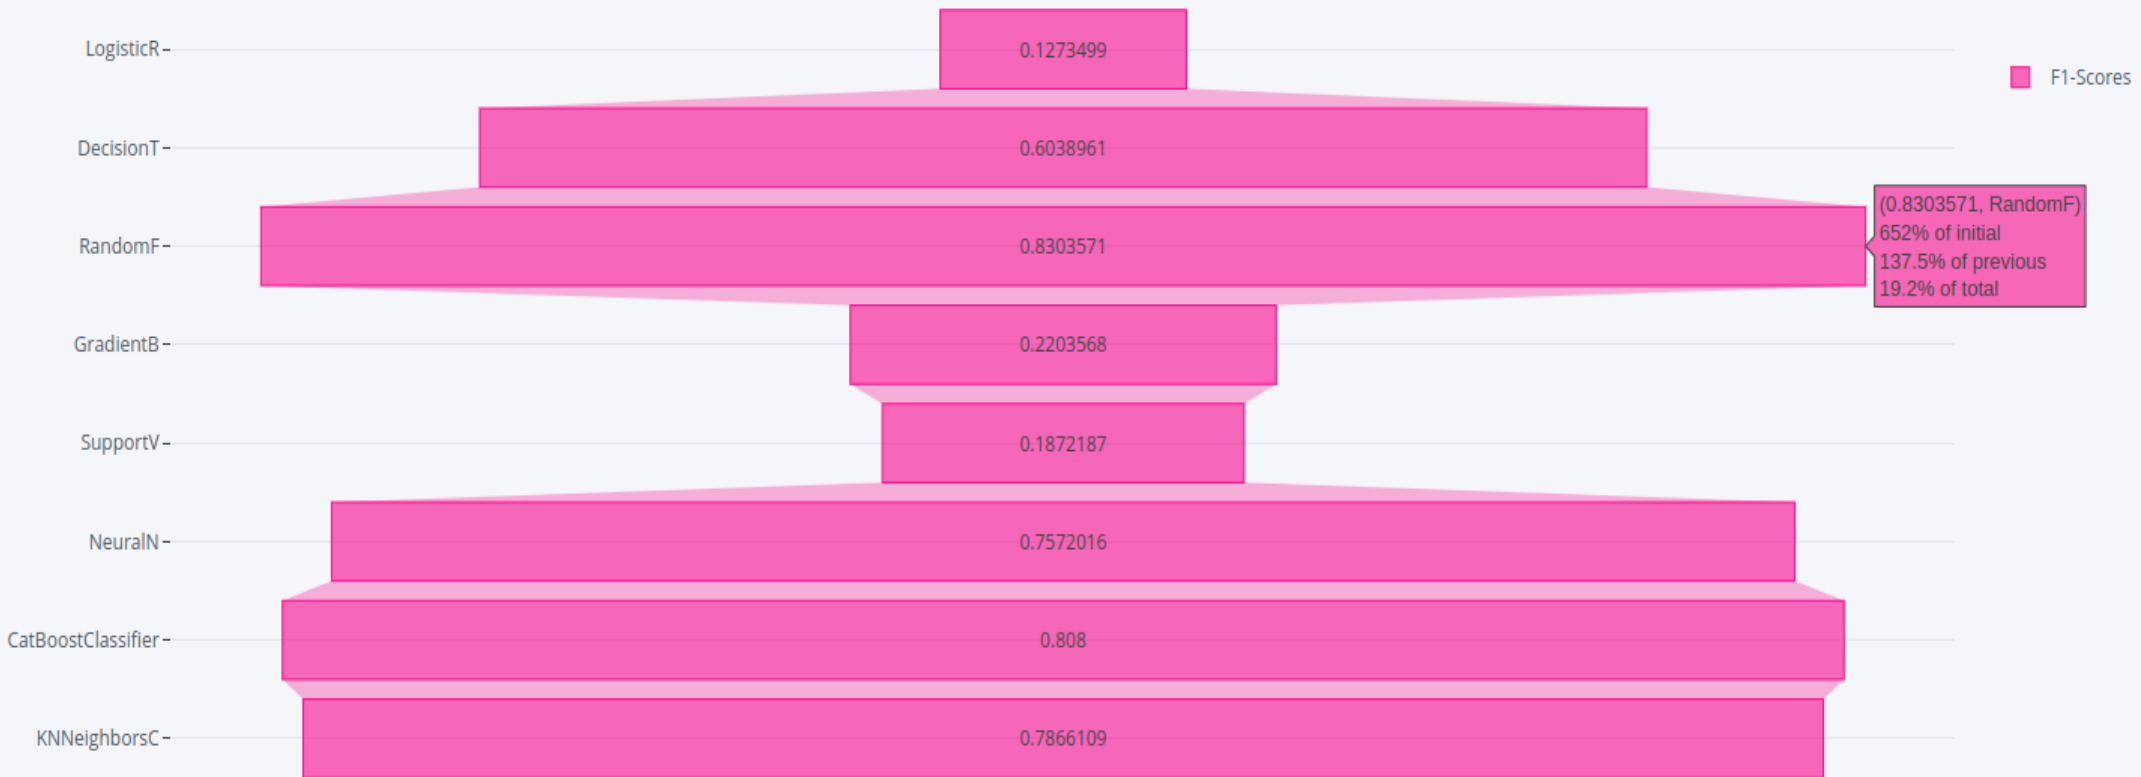 LogisticR
0.1273499
F1-Scores
DecisionT
0.6038961
RandomF
0.8303571
(0.8303571, RandomF)
652% of initial
137.5% of previous
19.2% of total
GradientB
0.2203568
SupportV
0.1872187
NeuralN
0.7572016
CatBoostClassifier
0.808
KNNeighborsC
0.7866109